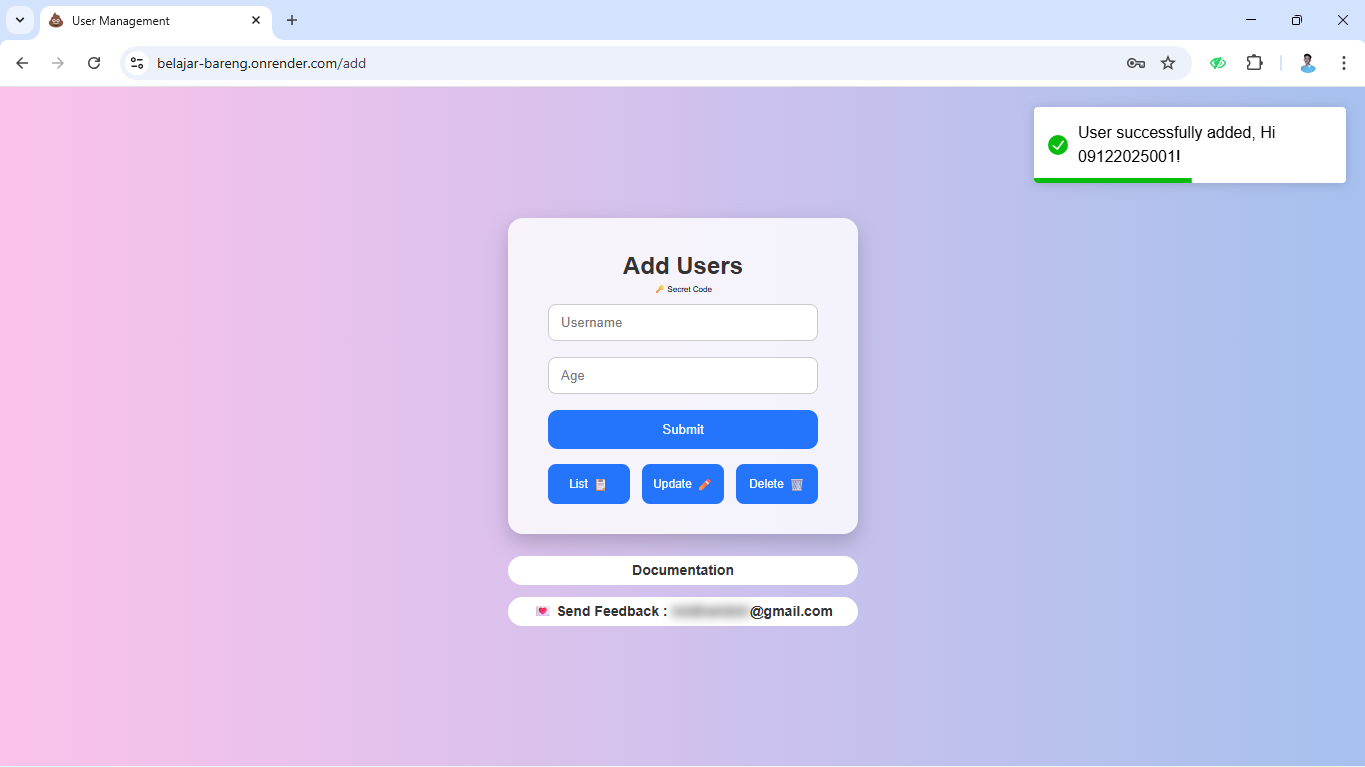 User Management
belajar-bareng.onrender.com/add
User successfully added, Hi
09122025001!
Add Users
🔑 Secret Code
Username
Age
Submit
List 📋
Update ✏️
Delete 🗑️
Documentation
💌 Send Feedback : @gmail.com